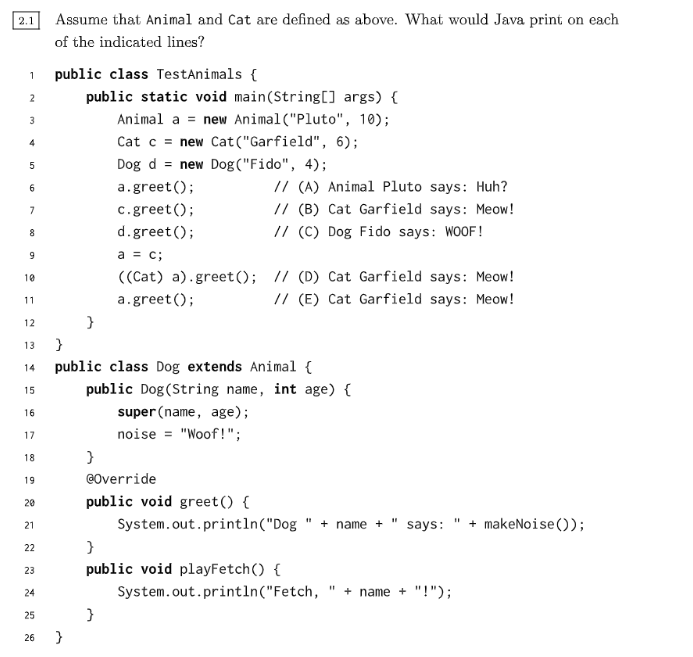 2.1 Assume that Animal and Cat are defined as above. What would Java print on each
of the indicated lines?
1 public class TestAnimals {
2 public static void main(String[] args) {
3 Animal a = new Animal("Pluto", 10);
4 Cat c = new Cat("Garfield", 6);
5 Dog d = new Dog("Fido", 4);
6 a.greet(); // (A) Animal Pluto says: Huh?
7 c.greet(); // (B) Cat Garfield says: Meow!
8 d.greet(); // (C) Dog Fido says: WOOF!
9 a = c;
10 ((Cat) a).greet(); // (D) Cat Garfield says: Meow!
11 a.greet(); // (E) Cat Garfield says: Meow!
12 }
13 }
14 public class Dog extends Animal {
15 public Dog(String name, int age) {
16 super(name, age);
17 noise = "Woof!";
18 }
19 @Override
20 public void greet() {
21 System.out.println("Dog " + name + " says: " + makeNoise());
22 }
23 public void playFetch() {
24 System.out.println("Fetch, " + name + "!");
25 }
26 }